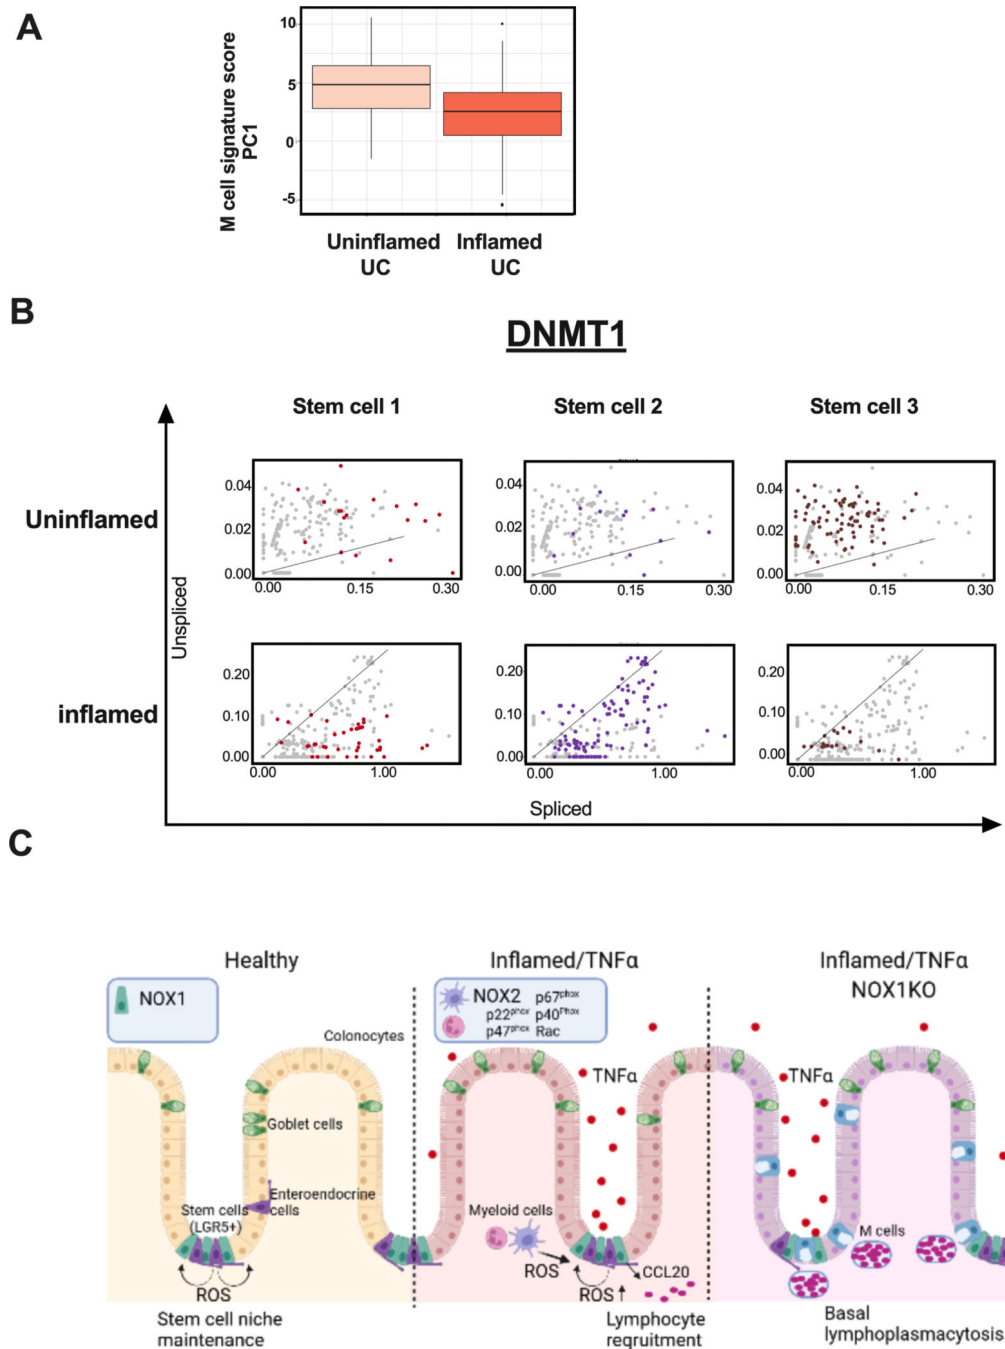 A
M cell signature score
PC1
10
5
0
-5
Uninflamed
UC
Inflamed
UC
B
DNMT1
Stem cell 1
Stem cell 2
Stem cell 3
Uninflamed
0.04
0.02
0.00
0.00
0.15
0.30
0.04
0.02
0.00
0.00
0.15
0.30
0.04
0.02
0.00
0.00
0.15
0.30
Unspliced
inflamed
0.20
0.10
0.00
0.00
1.00
0.20
0.10
0.00
0.00
1.00
0.20
0.10
0.00
0.00
1.00
Spliced
C
Healthy
NOX1
Colonocytes
Goblet cells
Enteroendocrine
cells
Stem cells
(LGR5+)
ROS
Stem cell niche
maintenance
Inflamed/TNFα
NOX2 p67phox
p22phox p40Phox
p47phox Rac
TNFα
Myeloid cells
ROS
ROS
CCL20
Lymphocyte
reqruitment
Inflamed/TNFα
NOX1KO
TNFα
M cells
Basal
lymphoplasmacytosis